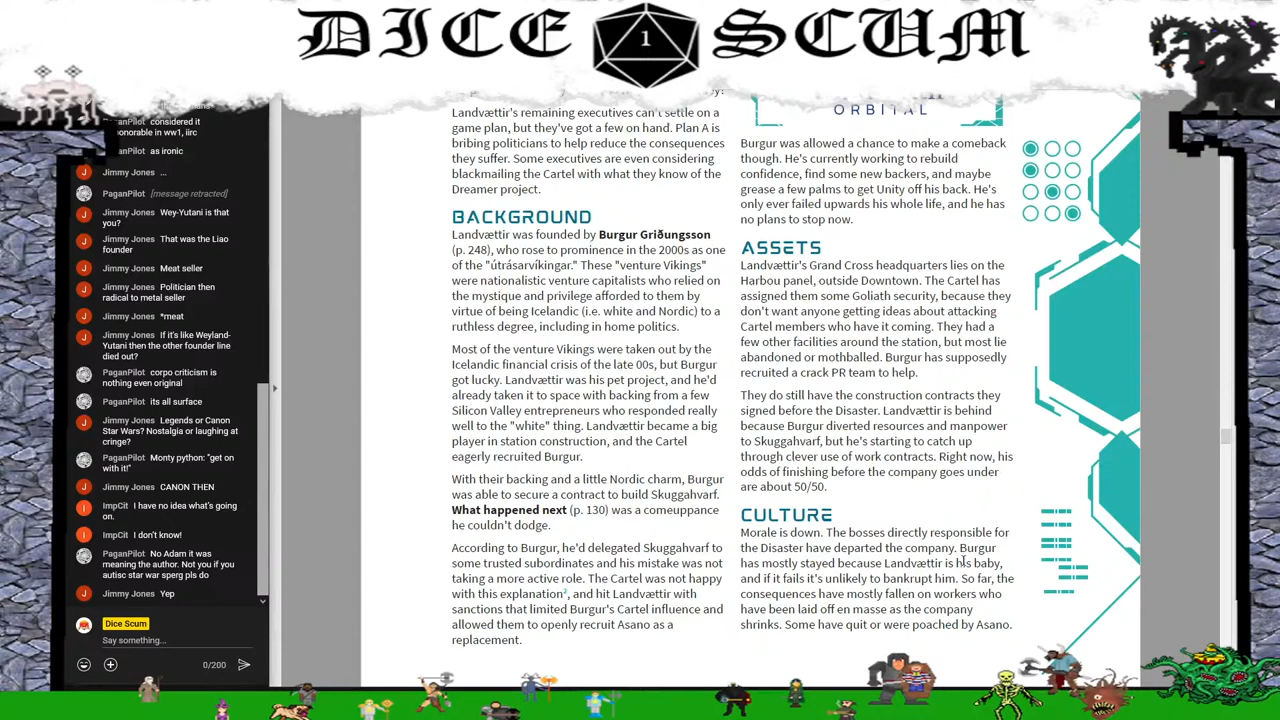 DICE SCUM
1
considered it
onorable in ww1, iirc
PaganPilot as ironic
Jimmy Jones ...
PaganPilot [message retracted]
Jimmy Jones Wey-Yutani is that
you?
Jimmy Jones That was the Liao
founder
Jimmy Jones Meat seller
Jimmy Jones Politician then
radical to metal seller
Jimmy Jones *meat
Jimmy Jones If it's like Weyland-
Yutani then the other founder line
died out?
PaganPilot corpo criticism is
nothing even original
PaganPilot its all surface
Jimmy Jones Legends or Canon
Star Wars? Nostalgia or laughing at
cringe?
PaganPilot Monty python: "get on
with it!"
Jimmy Jones CANON THEN
ImpCit I have no idea what's going
on.
ImpCit I don't know!
PaganPilot No Adam it was
meaning the author. Not you if you
autisc star war sperg pls do
Jimmy Jones Yep
Dice Scum
Say something...
0/200
Landvættir's remaining executives can't settle on a
game plan, but they've got a few on hand. Plan A is
bribing politicians to help reduce the consequences
they suffer. Some executives are even considering
blackmailing the Cartel with what they know of the
Dreamer project.
BACKGROUND
Landvættir was founded by Burgur Griðungsson
(p. 248), who rose to prominence in the 2000s as one
of the "útrásarvíkingar." These "venture Vikings"
were nationalistic venture capitalists who relied on
the mystique and privilege afforded to them by
virtue of being Icelandic (i.e. white and Nordic) to a
ruthless degree, including in home politics.
Most of the venture Vikings were taken out by the
Icelandic financial crisis of the late 00s, but Burgur
got lucky. Landvættir was his pet project, and he'd
already taken it to space with backing from a few
Silicon Valley entrepreneurs who responded really
well to the "white" thing. Landvættir became a big
player in station construction, and the Cartel
eagerly recruited Burgur.
With their backing and a little Nordic charm, Burgur
was able to secure a contract to build Skuggahvarf.
What happened next (p. 130) was a comeuppance
he couldn't dodge.
According to Burgur, he'd delegated Skuggahvarf to
some trusted subordinates and his mistake was not
taking a more active role. The Cartel was not happy
with this explanation², and hit Landvættir with
sanctions that limited Burgur's Cartel influence and
allowed them to openly recruit Asano as a
replacement.
ORBITAL
Burgur was allowed a chance to make a comeback
though. He's currently working to rebuild
confidence, find some new backers, and maybe
grease a few palms to get Unity off his back. He's
only ever failed upwards his whole life, and he has
no plans to stop now.
ASSETS
Landvættir's Grand Cross headquarters lies on the
Harbou panel, outside Downtown. The Cartel has
assigned them some Goliath security, because they
don't want anyone getting ideas about attacking
Cartel members who have it coming. They had a
few other facilities around the station, but most lie
abandoned or mothballed. Burgur has supposedly
recruited a crack PR team to help.
They do still have the construction contracts they
signed before the Disaster. Landvættir is behind
because Burgur diverted resources and manpower
to Skuggahvarf, but he's starting to catch up
through clever use of work contracts. Right now, his
odds of finishing before the company goes under
are about 50/50.
CULTURE
Morale is down. The bosses directly responsible for
the Disaster have departed the company. Burgur
has mostly stayed because Landvættir is his baby,
and if it fails it's unlikely to bankrupt him. So far, the
consequences have mostly fallen on workers who
have been laid off en masse as the company
shrinks. Some have quit or were poached by Asano.